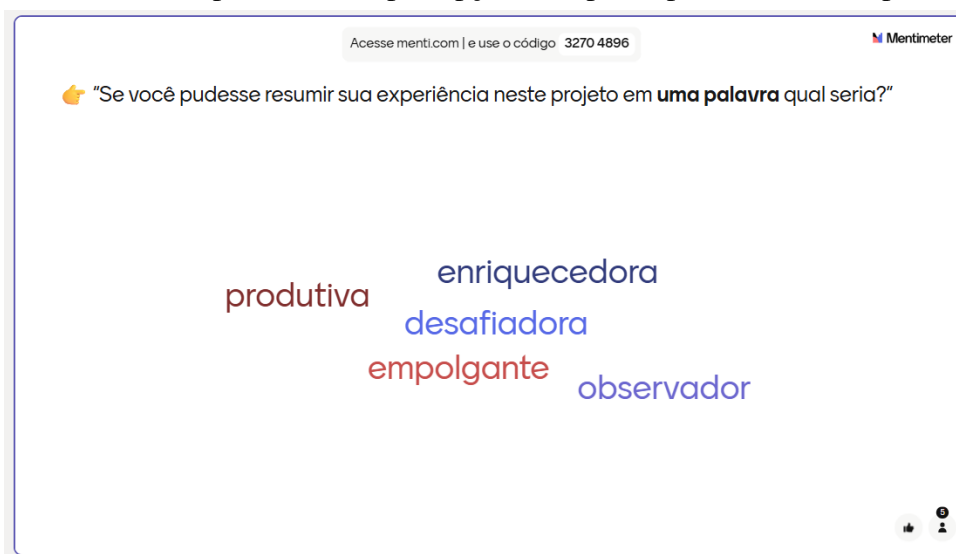 Acesse menti.com | e use o código 3270 4896
Mentimeter
👉 "Se você pudesse resumir sua experiência neste projeto em uma palavra qual seria?"
enriquecedora
produtiva
desafiadora
empolgante
observador
5